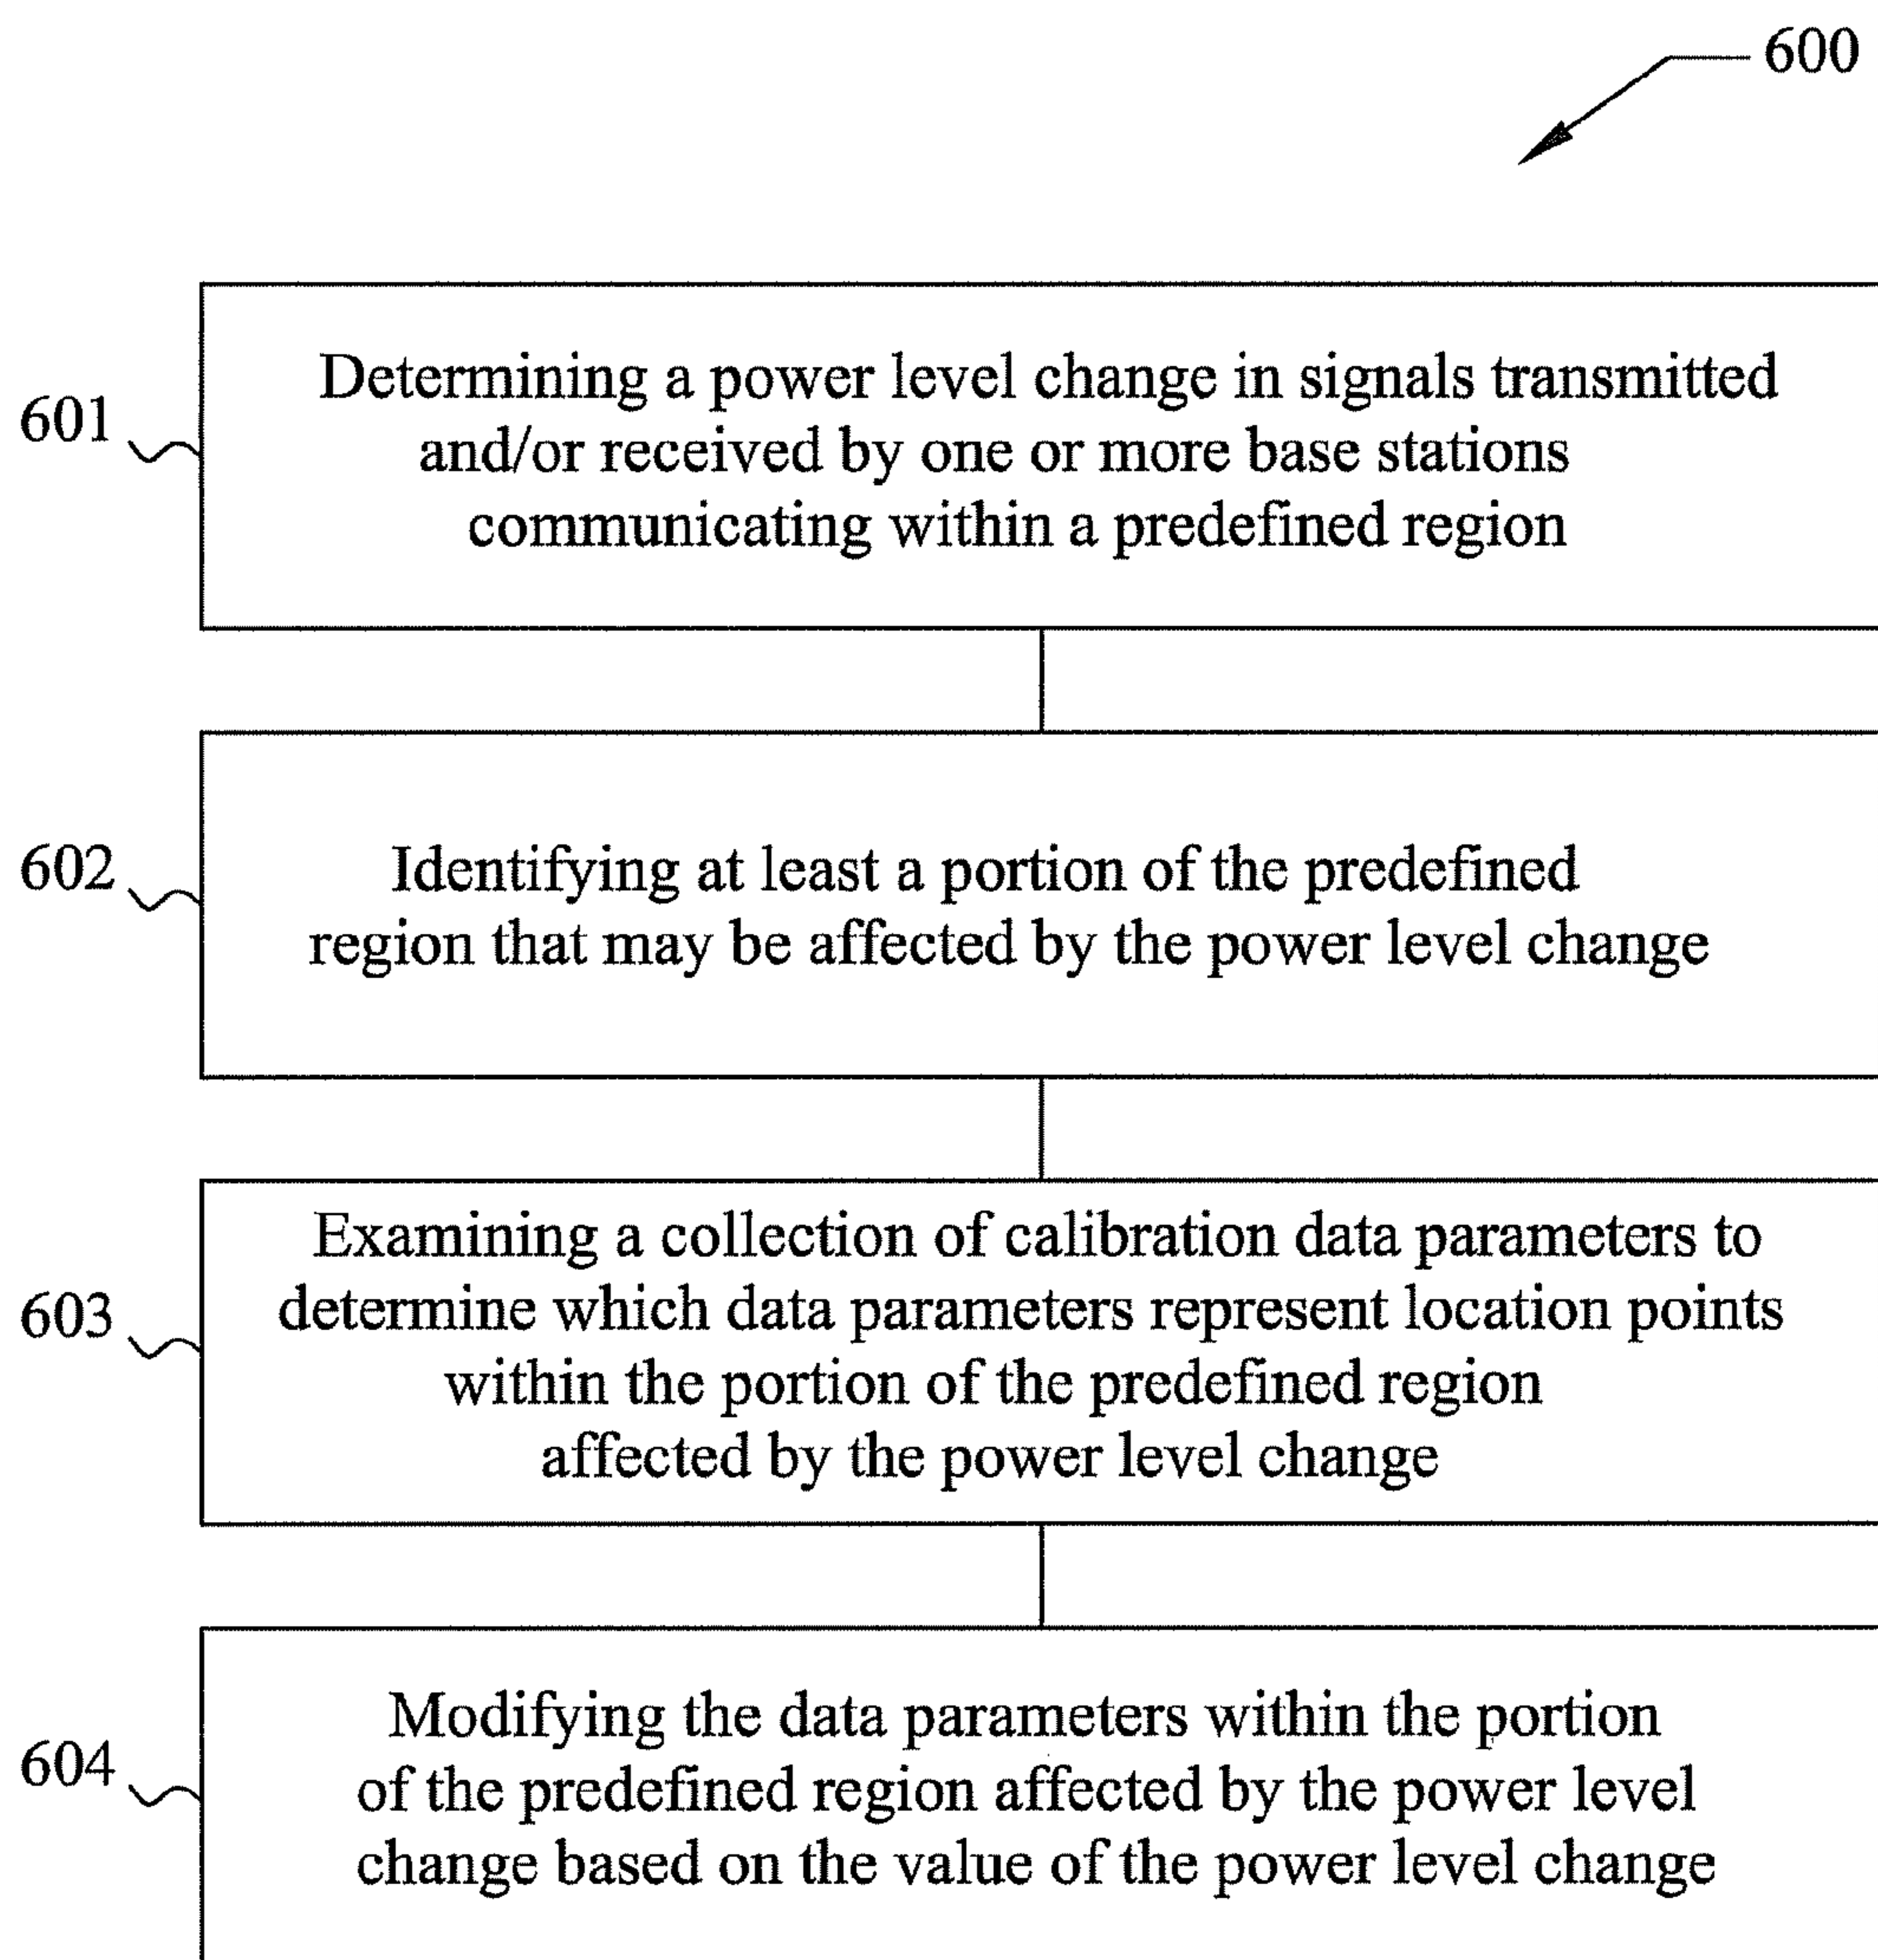 600
601
Determining a power level change in signals transmitted
and/or received by one or more base stations
communicating within a predefined region
602
Identifying at least a portion of the predefined
region that may be affected by the power level change
603
Examining a collection of calibration data parameters to
determine which data parameters represent location points
within the portion of the predefined region
affected by the power level change
604
Modifying the data parameters within the portion
of the predefined region affected by the power level
change based on the value of the power level change